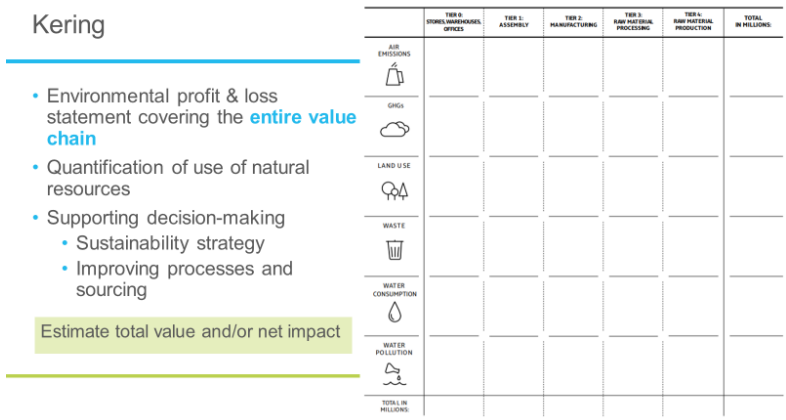 Kering
• Environmental profit & loss
statement covering the entire value
chain
• Quantification of use of natural
resources
• Supporting decision-making
• Sustainability strategy
• Improving processes and
sourcing
Estimate total value and/or net impact
TIER 0:
STORES, WAREHOUSES,
OFFICES
TIER 1:
ASSEMBLY
TIER 2:
MANUFACTURING
TIER 3:
RAW MATERIAL
PROCESSING
TIER 4:
RAW MATERIAL
PRODUCTION
TOTAL
IN MILLIONS:
AIR
EMISSIONS
GHGs
LAND USE
WASTE
WATER
CONSUMPTION
WATER
POLLUTION
TOTAL IN
MILLIONS: